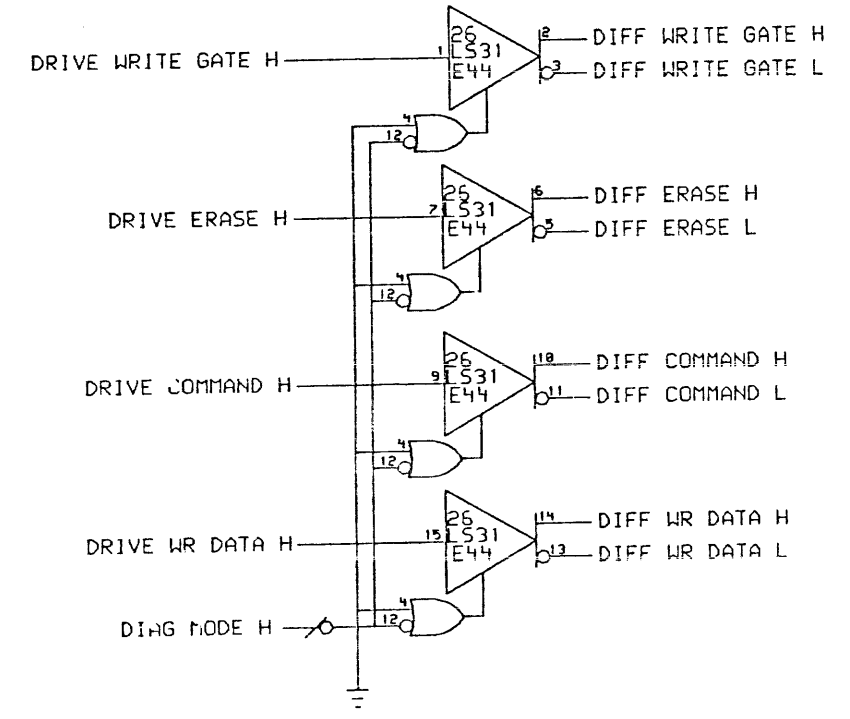 26
2
DIFF WRITE GATE H
DRIVE WRITE GATE H
1
LS31
E44
3
DIFF WRITE GATE L
4
12
26
6
DIFF ERASE H
DRIVE ERASE H
7
LS31
E44
5
DIFF ERASE L
4
12
26
10
DIFF COMMAND H
DRIVE COMMAND H
9
LS31
E44
11
DIFF COMMAND L
4
12
26
14
DIFF WR DATA H
DRIVE WR DATA H
15
LS31
E44
13
DIFF WR DATA L
4
12
DIAG MODE H